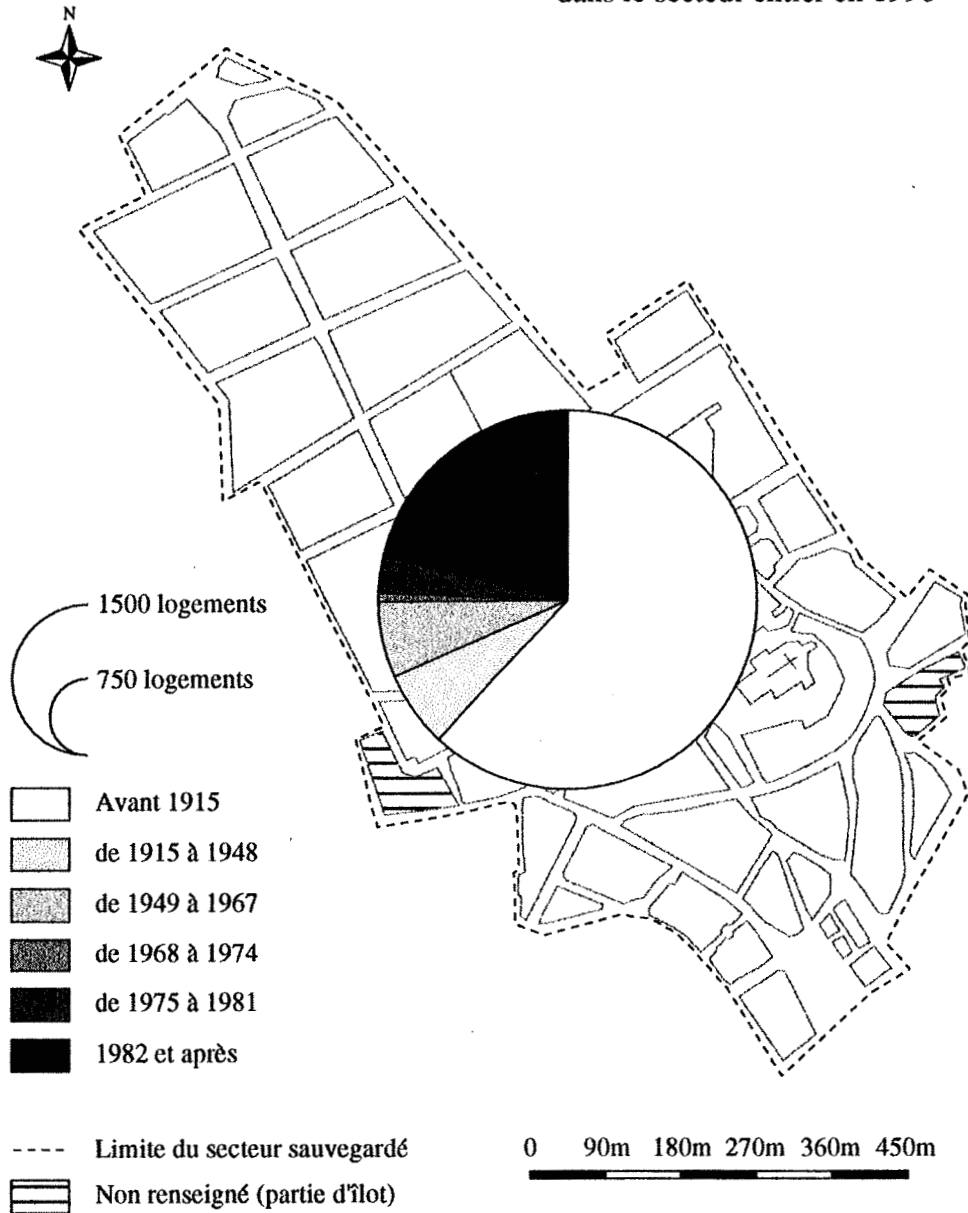 dans le secteur entier en 1990
N
1500 logements
750 logements
Avant 1915
de 1915 à 1948
de 1949 à 1967
de 1968 à 1974
de 1975 à 1981
1982 et après
Limite du secteur sauvegardé
Non renseigné (partie d'îlot)
0 90m 180m 270m 360m 450m